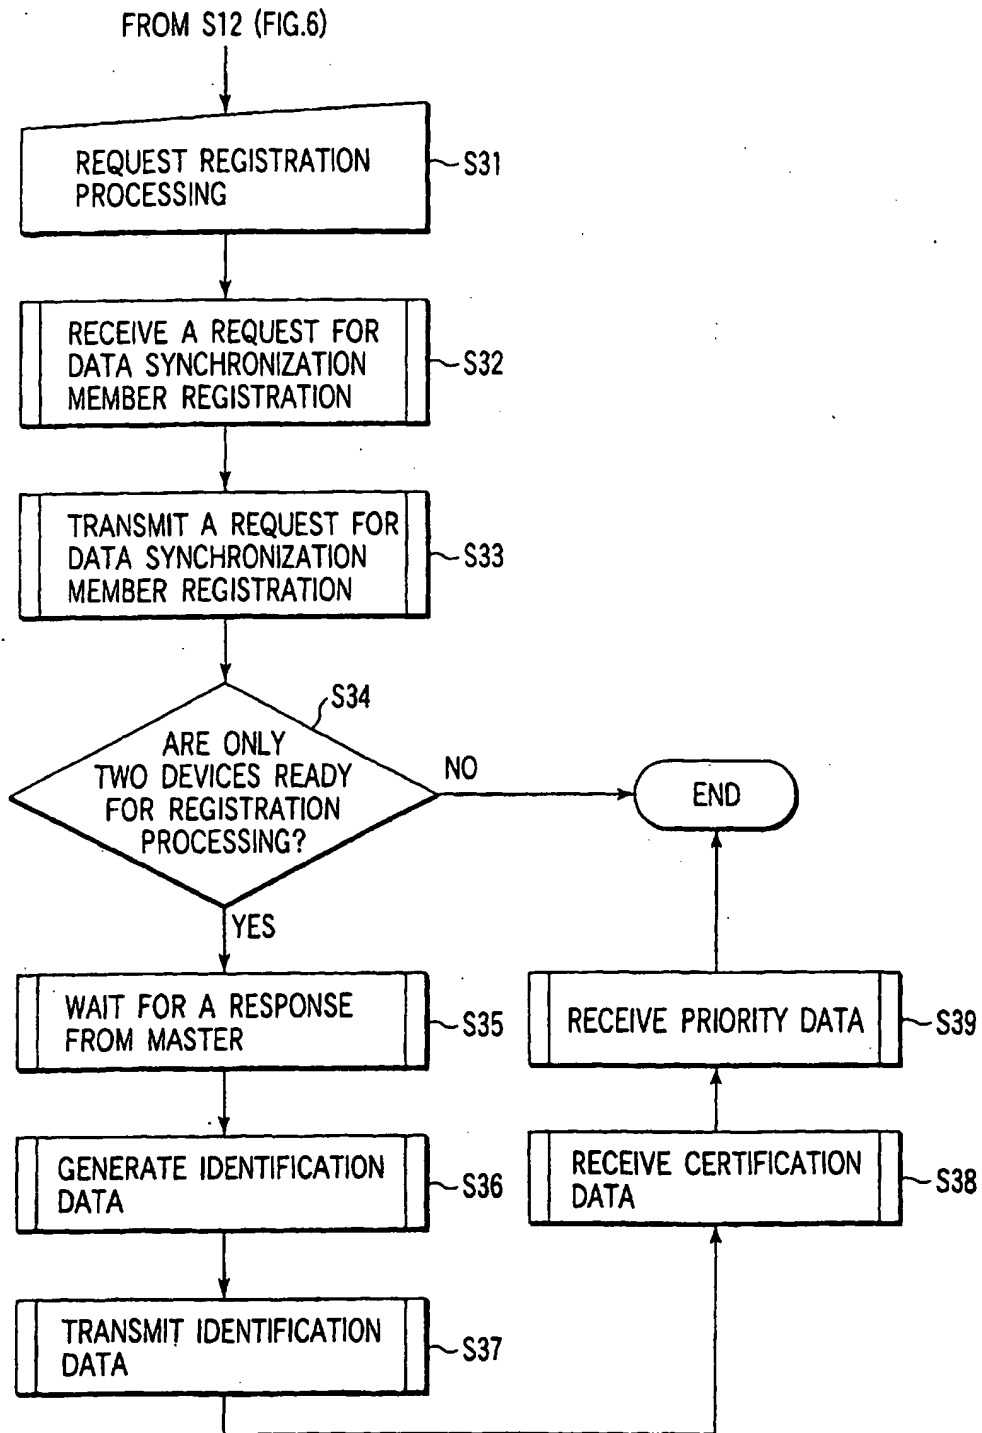 FROM S12 (FIG.6)
REQUEST REGISTRATION
PROCESSING
S31
RECEIVE A REQUEST FOR
DATA SYNCHRONIZATION
MEMBER REGISTRATION
S32
TRANSMIT A REQUEST FOR
DATA SYNCHRONIZATION
MEMBER REGISTRATION
S33
S34
ARE ONLY
TWO DEVICES READY
FOR REGISTRATION
PROCESSING?
NO
END
YES
WAIT FOR A RESPONSE
FROM MASTER
S35
GENERATE IDENTIFICATION
DATA
S36
TRANSMIT IDENTIFICATION
DATA
S37
RECEIVE CERTIFICATION
DATA
S38
RECEIVE PRIORITY DATA
S39